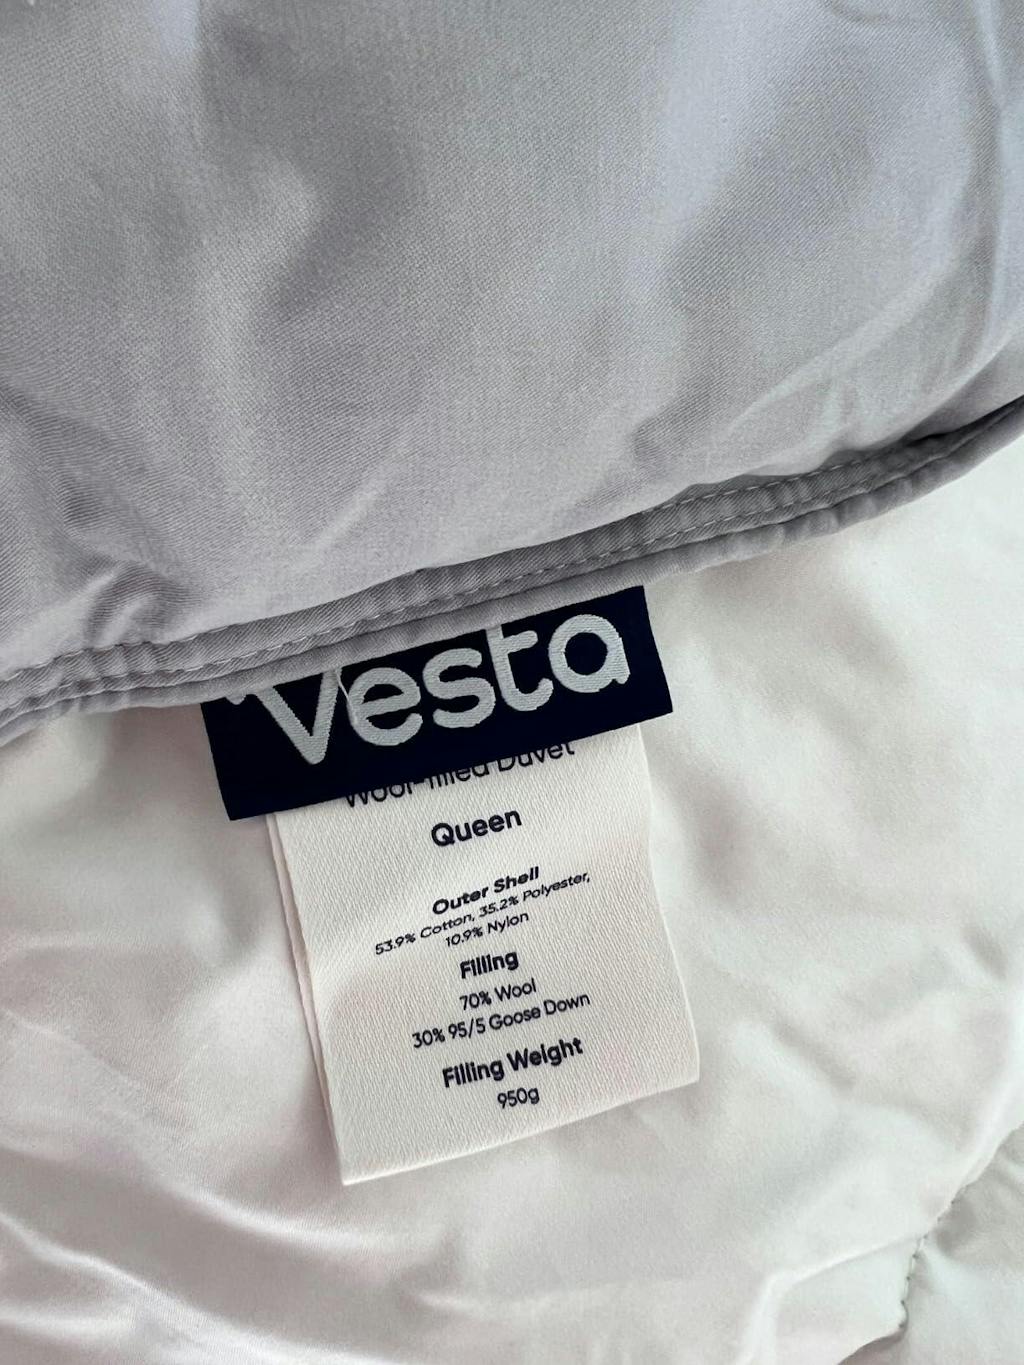 Vesta
Wool-filled Duvet
Queen
Outer Shell
53.9% Cotton, 35.2% Polyester,
10.9% Nylon
Filling
70% Wool
30% 95/5 Goose Down
Filling Weight
950g